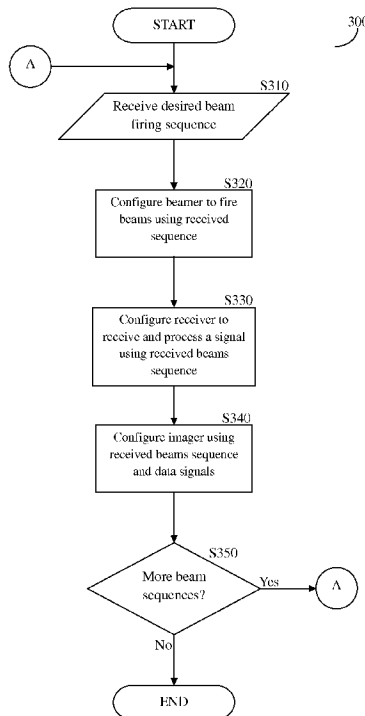 START
300
A
S310
Receive desired beam
firing sequence
S320
Configure beamer to fire
beams using received
sequence
S330
Configure receiver to
receive and process a signal
using received beams
sequence
S340
Configure imager using
received beams sequence
and data signals
S350
More beam
sequences?
Yes
A
No
END